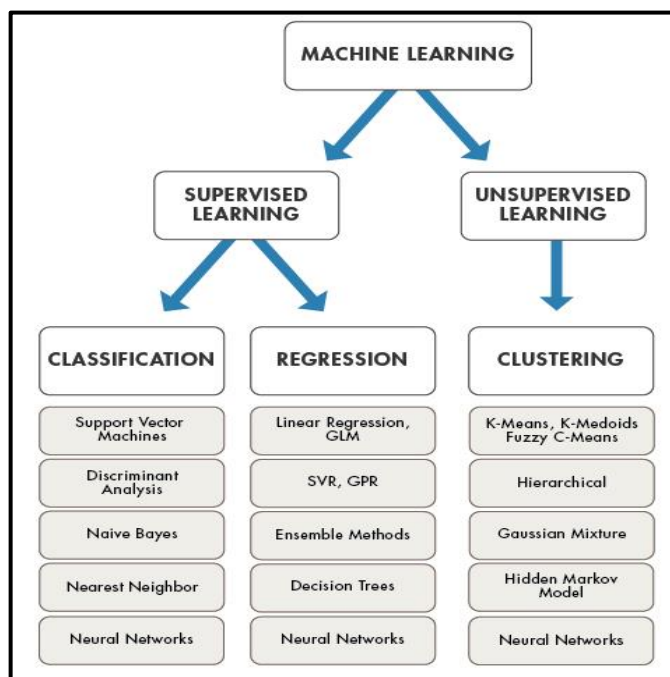 MACHINE LEARNING
SUPERVISED
LEARNING
UNSUPERVISED
LEARNING
CLASSIFICATION
REGRESSION
CLUSTERING
Support Vector
Machines
Discriminant
Analysis
Naive Bayes
Nearest Neighbor
Neural Networks
Linear Regression,
GLM
SVR, GPR
Ensemble Methods
Decision Trees
Neural Networks
K-Means, K-Medoids
Fuzzy C-Means
Hierarchical
Gaussian Mixture
Hidden Markov
Model
Neural Networks